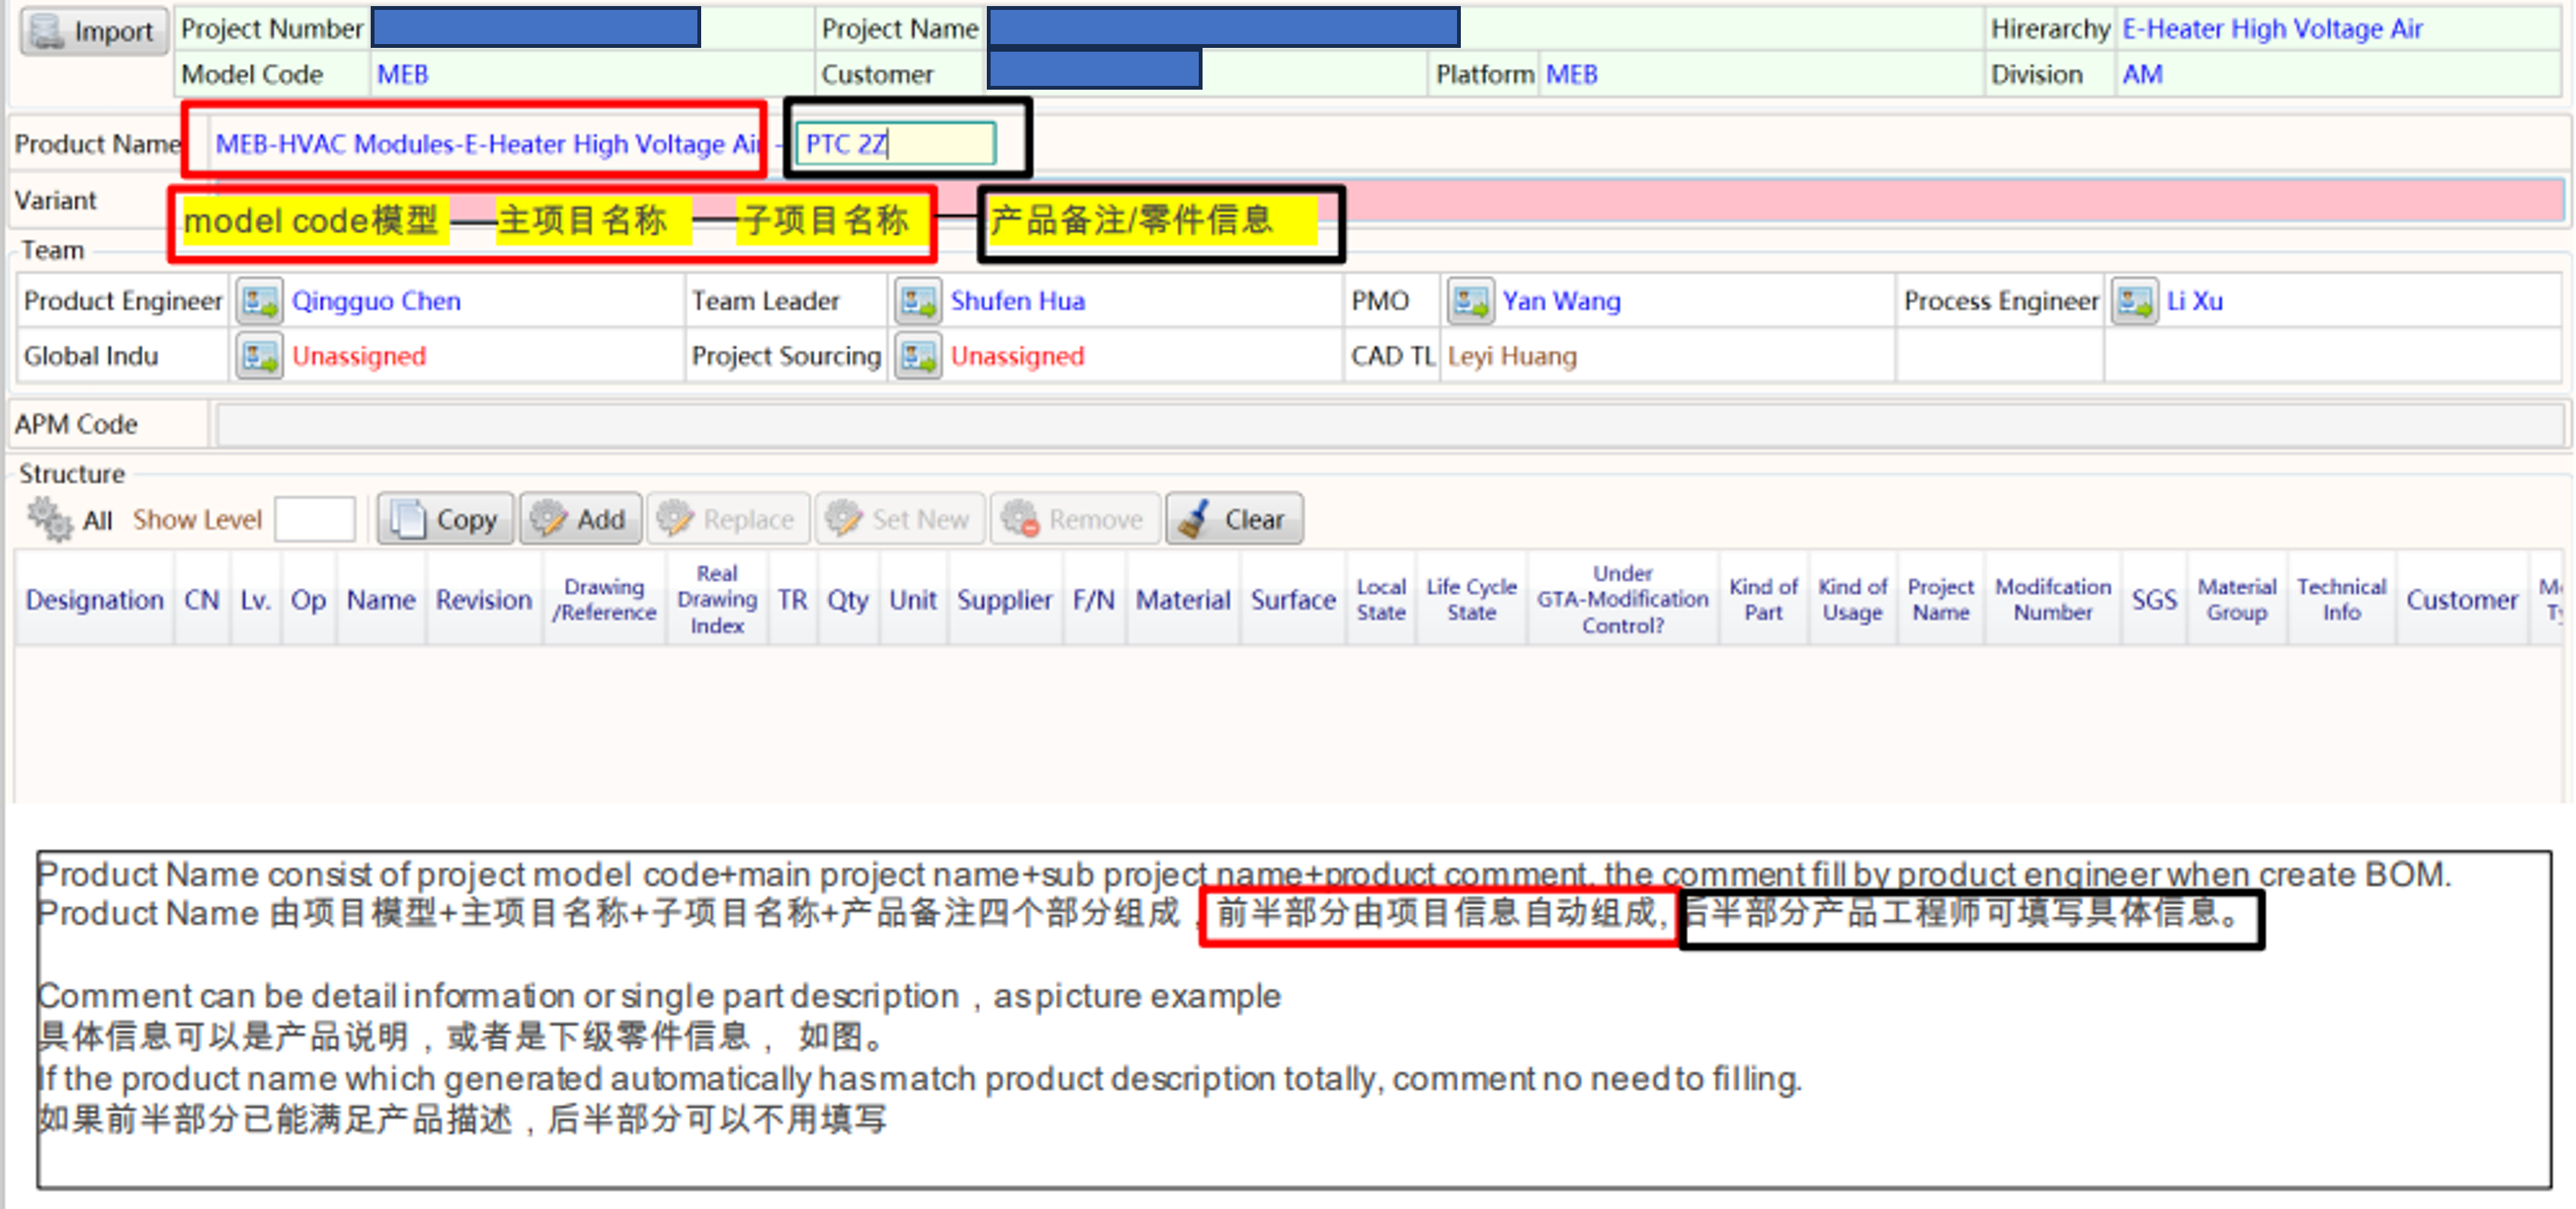 Import Project Number Project Name Hirerarchy E-Heater High Voltage Air
Model Code MEB Customer Platform MEB Division AM
Product Name MEB-HVAC Modules-E-Heater High Voltage Air - PTC 2Z
Variant
model code模型 — 主项目名称 — 子项目名称 — 产品备注/零件信息
Team
Product Engineer Qingguo Chen Team Leader Shufen Hua PMO Yan Wang Process Engineer Li Xu
Global Indu Unassigned Project Sourcing Unassigned CAD TL Leyi Huang
APM Code
Structure
All Show Level Copy Add Replace Set New Remove Clear
Designation CN Lv. Op Name Revision Drawing /Reference Real Drawing Index TR Qty Unit Supplier F/N Material Surface Local State Life Cycle State Under GTA-Modification Control? Kind of Part Kind of Usage Project Name Modifcation Number SGS Material Group Technical Info Customer
Product Name consist of project model code+main project name+sub project name+product comment, the comment fill by product engineer when create BOM.
Product Name 由项目模型+主项目名称+子项目名称+产品备注四个部分组成，前半部分由项目信息自动组成,后半部分产品工程师可填写具体信息。
Comment can be detail information or single part description，as picture example
具体信息可以是产品说明，或者是下级零件信息， 如图。
If the product name which generated automatically has match product description totally, comment no need to filling.
如果前半部分已能满足产品描述，后半部分可以不用填写